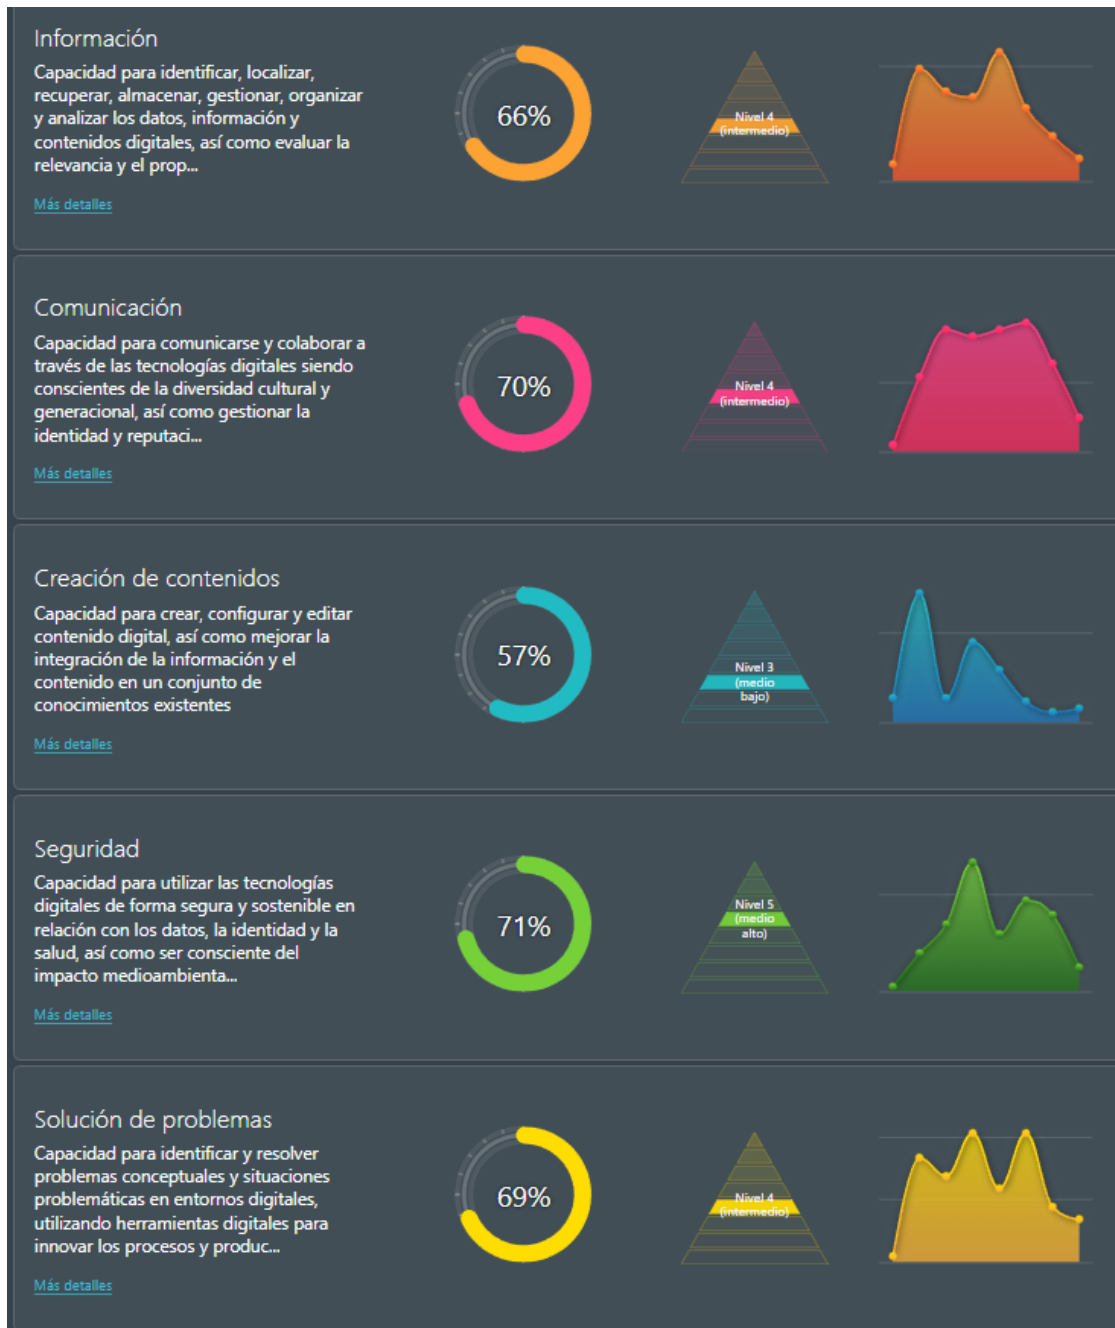 Información
Capacidad para identificar, localizar,
recuperar, almacenar, gestionar, organizar
y analizar los datos, información y
contenidos digitales, así como evaluar la
relevancia y el prop...
Más detalles
66%
Nivel 4
(intermedio)
Comunicación
Capacidad para comunicarse y colaborar a
través de las tecnologías digitales siendo
conscientes de la diversidad cultural y
generacional, así como gestionar la
identidad y reputaci...
Más detalles
70%
Nivel 4
(intermedio)
Creación de contenidos
Capacidad para crear, configurar y editar
contenido digital, así como mejorar la
integración de la información y el
contenido en un conjunto de
conocimientos existentes
Más detalles
57%
Nivel 3
(medio
bajo)
Seguridad
Capacidad para utilizar las tecnologías
digitales de forma segura y sostenible en
relación con los datos, la identidad y la
salud, así como ser consciente del
impacto medioambienta...
Más detalles
71%
Nivel 5
(medio
alto)
Solución de problemas
Capacidad para identificar y resolver
problemas conceptuales y situaciones
problemáticas en entornos digitales,
utilizando herramientas digitales para
innovar los procesos y produc...
Más detalles
69%
Nivel 4
(intermedio)